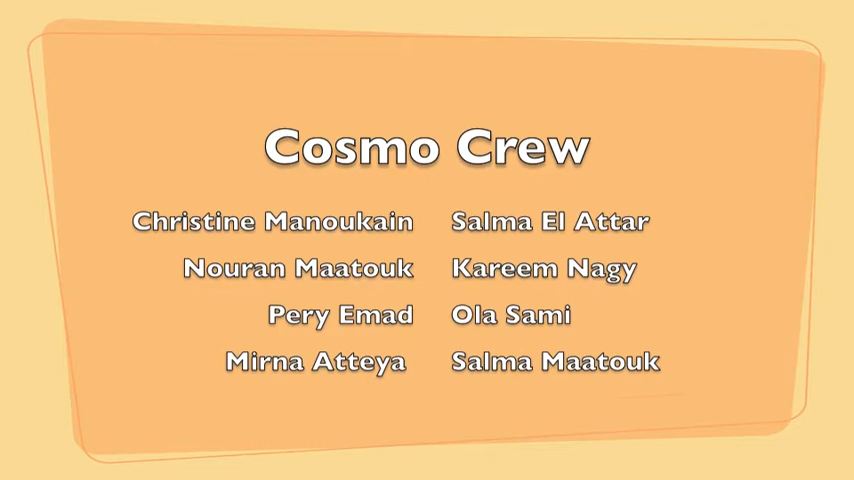 Cosmo Crew
Christine Manoukain Salma El Attar
Nouran Maatouk Kareem Nagy
Pery Emad Ola Sami
Mirna Atteya Salma Maatouk